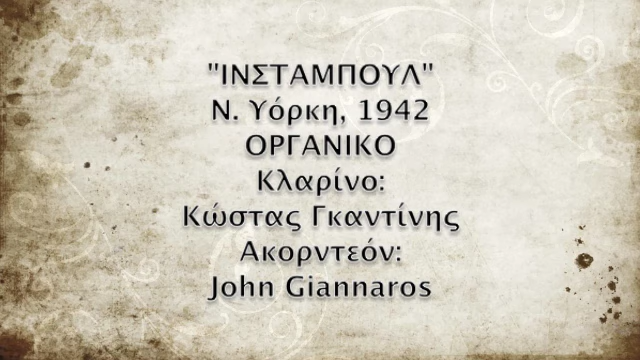 "ΙΝΣΤΑΜΠΟΥΛ"
Ν. Υόρκη, 1942
ΟΡΓΑΝΙΚΟ
Κλαρίνο:
Κώστας Γκαντίνης
Ακορντεόν:
John Giannaros